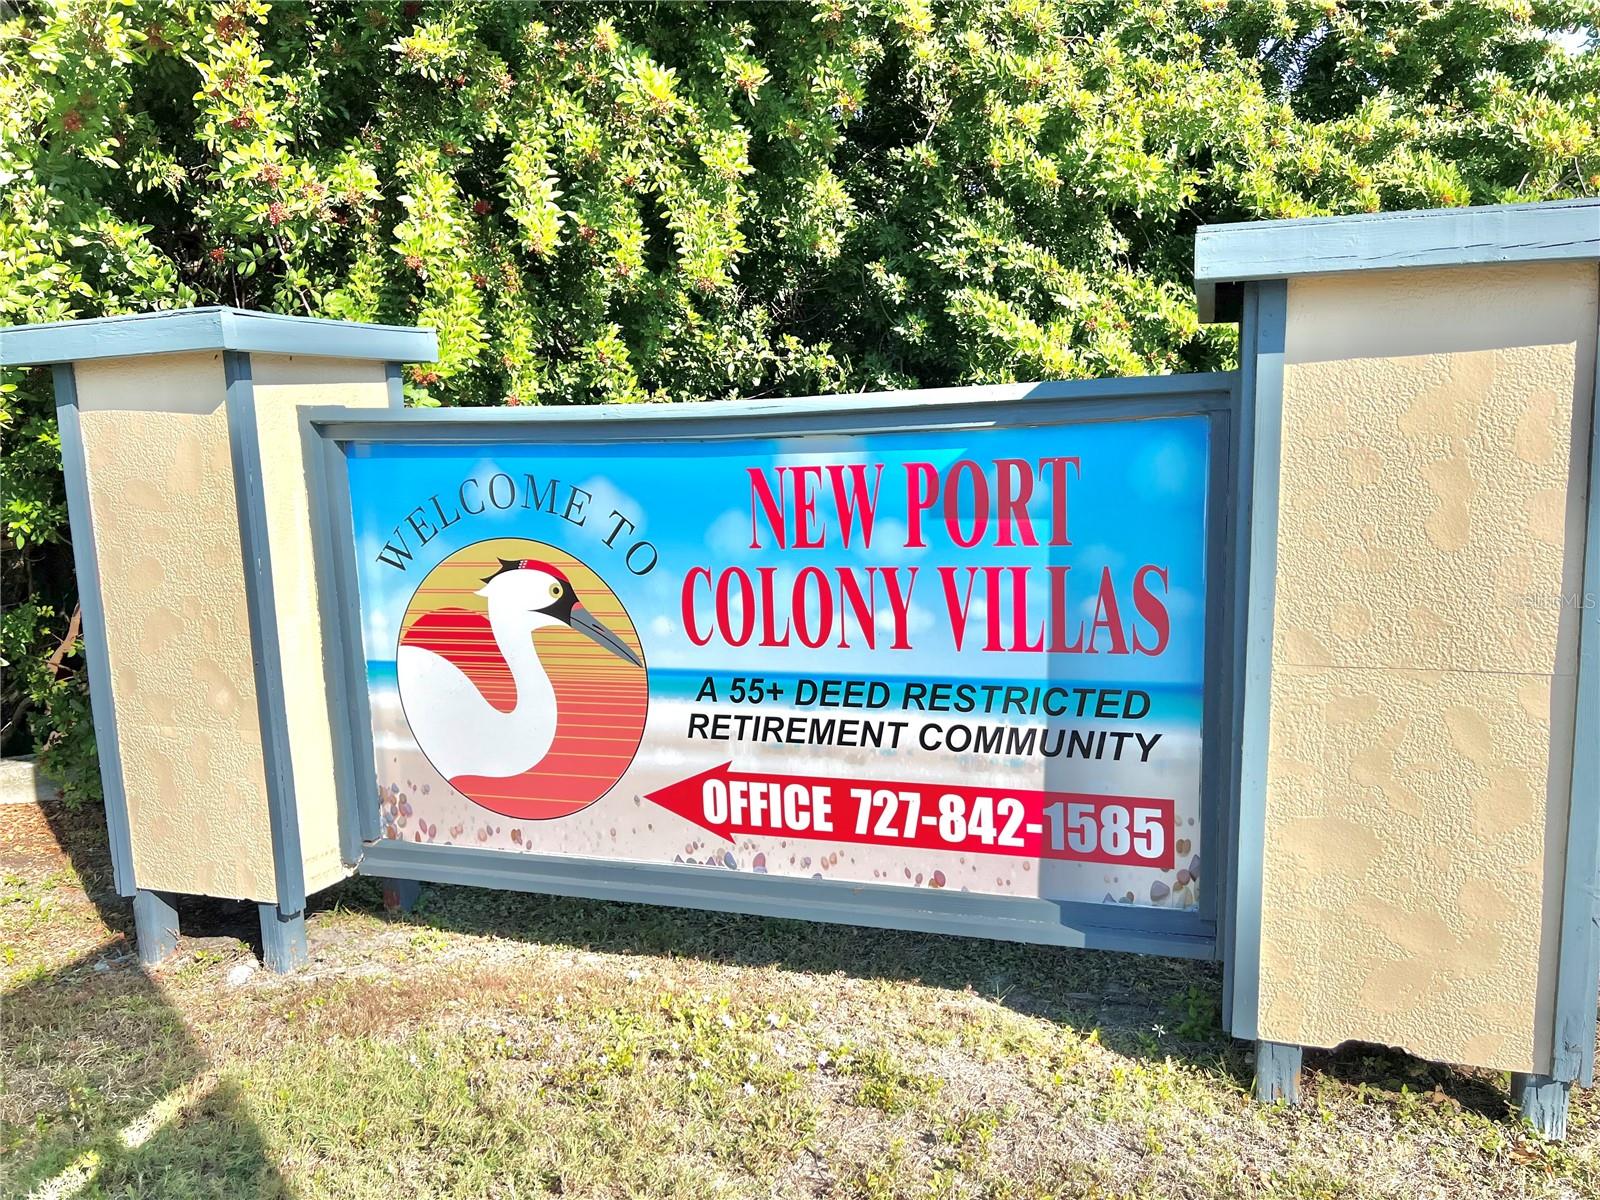 WELCOME TO
NEW PORT
COLONY VILLAS
A 55+ DEED RESTRICTED
RETIREMENT COMMUNITY
OFFICE 727-842-1585